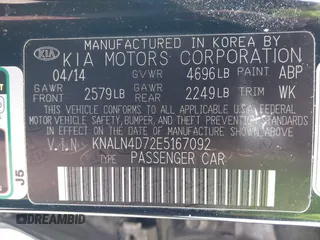 MANUFACTURED IN KOREA BY
KIA KIA MOTORS CORPORATION
04/14 GVWR 4696LB PAINT ABP
GAWR FRONT 2579LB GAWR REAR 2249LB TRIM WK
THIS VEHICLE CONFORMS TO ALL APPLICABLE U.S.A. FEDERAL
MOTOR VEHICLE SAFETY, BUMPER, AND THEFT PREVENTION
STANDARDS IN EFFECT ON THE DATE OF MANUFACTURE
SHOWN ABOVE.
V.I.N: KNALN4D72E5167092
TYPE: PASSENGER CAR
J5
DREAMBID